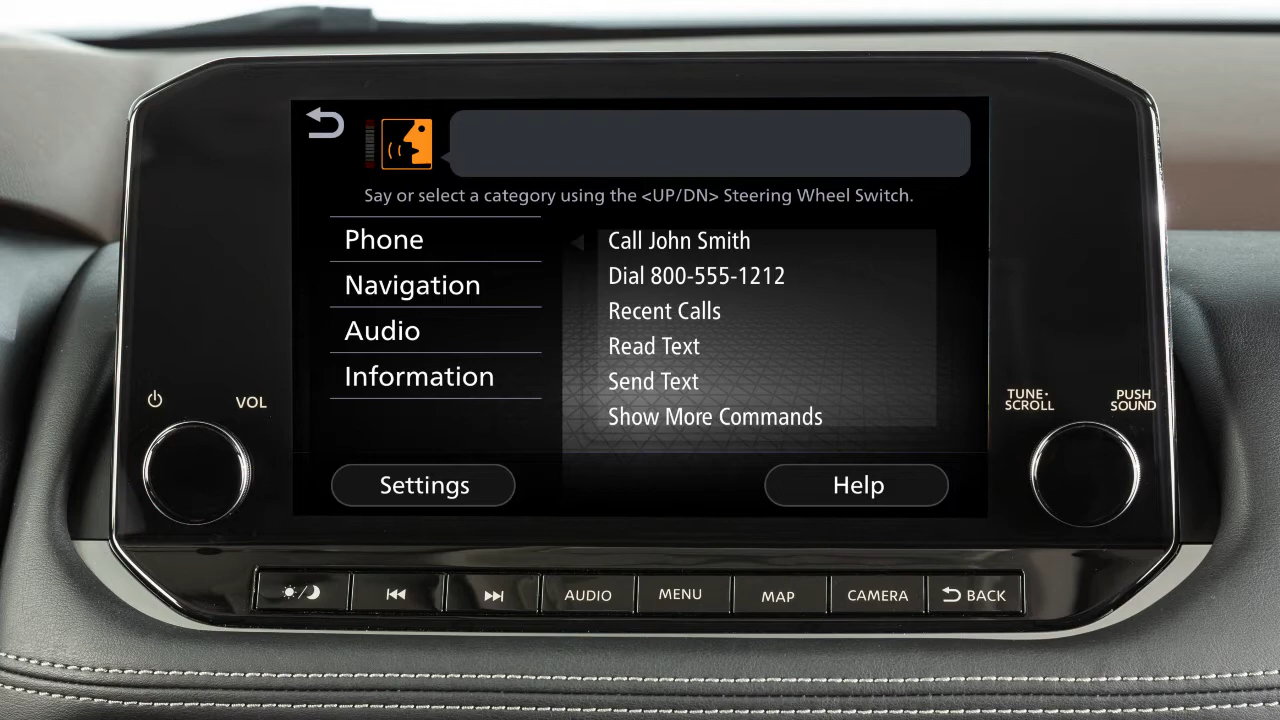 Say or select a category using the <UP/DN> Steering Wheel Switch.
Phone
Navigation
Audio
Information
Call John Smith
Dial 800-555-1212
Recent Calls
Read Text
Send Text
Show More Commands
Settings
Help
VOL
TUNE·
SCROLL
PUSH
SOUND
AUDIO
MENU
MAP
CAMERA
BACK